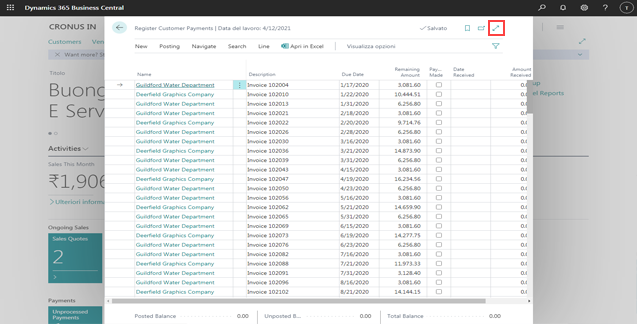 Dynamics 365 Business Central
T
CRONUS IN
Customers
Want more?
Titolo
Buong
E Serv
Activities
Sales This Month
₹1,906
Ulteriori inform
Ongoing Sales
Sales Quotes
2
Payments
Unprocessed
Payments
el Reports
Register Customer Payments | Data del lavoro: 4/12/2021
Salvato
New Posting Navigate Search Line Apri in Excel Visualizza opzioni
Name Description Due Date Remaining Amount Pay... Made Date Received Amount Received
Guildford Water Department Invoice 102004 1/17/2020 3,081.60 0.0
Deerfield Graphics Company Invoice 102010 1/22/2020 10,444.51 0.0
Guildford Water Department Invoice 102013 1/31/2020 6,256.80 0.0
Guildford Water Department Invoice 102021 2/18/2020 3,081.60 0.0
Deerfield Graphics Company Invoice 102022 2/20/2020 9,714.76 0.0
Guildford Water Department Invoice 102026 2/28/2020 6,256.80 0.0
Guildford Water Department Invoice 102030 3/16/2020 3,081.60 0.0
Deerfield Graphics Company Invoice 102036 3/21/2020 14,873.90 0.0
Guildford Water Department Invoice 102039 3/31/2020 6,256.80 0.0
Guildford Water Department Invoice 102043 4/15/2020 3,081.60 0.0
Deerfield Graphics Company Invoice 102047 4/19/2020 16,234.56 0.0
Guildford Water Department Invoice 102050 4/23/2020 6,256.80 0.0
Guildford Water Department Invoice 102056 5/16/2020 3,081.60 0.0
Deerfield Graphics Company Invoice 102062 5/21/2020 14,659.90 0.0
Guildford Water Department Invoice 102065 5/31/2020 6,256.80 0.0
Guildford Water Department Invoice 102069 6/15/2020 3,081.60 0.0
Deerfield Graphics Company Invoice 102073 6/19/2020 14,277.75 0.0
Guildford Water Department Invoice 102076 6/23/2020 6,256.80 0.0
Guildford Water Department Invoice 102082 7/16/2020 3,081.60 0.0
Deerfield Graphics Company Invoice 102088 7/21/2020 11,973.33 0.0
Guildford Water Department Invoice 102091 7/31/2020 3,128.40 0.0
Guildford Water Department Invoice 102096 8/16/2020 3,081.60 0.0
Deerfield Graphics Company Invoice 102102 8/21/2020 14,144.15 0.0
Posted Balance 0.00 Unposted B... 0.00 Total Balance 0.00